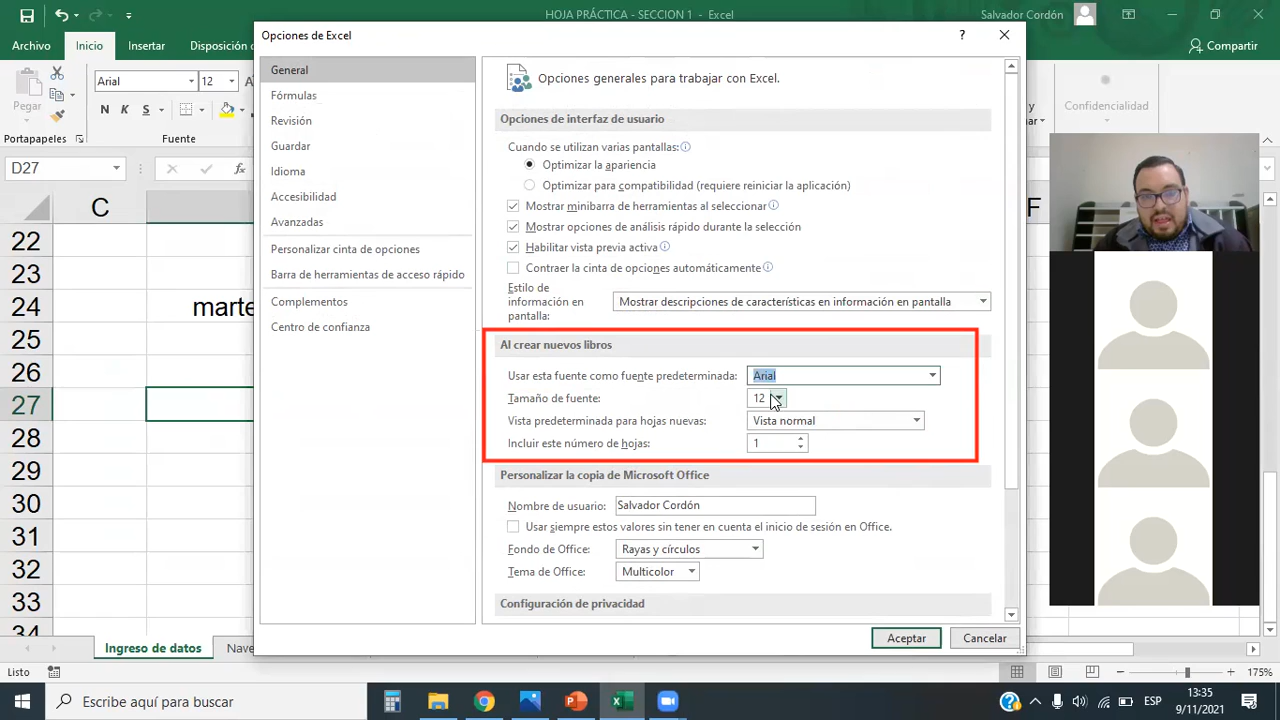 HOJA PRÁCTICA - SECCION 1 - Excel
Salvador Cordón
Archivo
Inicio
Insertar
Disposición d
Compartir
Opciones de Excel
?
Pegar
Portapapeles
Arial
12
N
K
S
Fuente
Confidencialidad
D27
fx
C
F
22
23
24
25
26
27
28
29
30
31
32
33
34
marte
General
Fórmulas
Revisión
Guardar
Idioma
Accesibilidad
Avanzadas
Personalizar cinta de opciones
Barra de herramientas de acceso rápido
Complementos
Centro de confianza
Opciones generales para trabajar con Excel.
Opciones de interfaz de usuario
Cuando se utilizan varias pantallas:
Optimizar la apariencia
Optimizar para compatibilidad (requiere reiniciar la aplicación)
Mostrar minibarra de herramientas al seleccionar
Mostrar opciones de análisis rápido durante la selección
Habilitar vista previa activa
Contraer la cinta de opciones automáticamente
Estilo de
información en
pantalla:
Mostrar descripciones de características en información en pantalla
Al crear nuevos libros
Usar esta fuente como fuente predeterminada: Arial
Tamaño de fuente: 12
Vista predeterminada para hojas nuevas: Vista normal
Incluir este número de hojas: 1
Personalizar la copia de Microsoft Office
Nombre de usuario: Salvador Cordón
Usar siempre estos valores sin tener en cuenta el inicio de sesión en Office.
Fondo de Office: Rayas y círculos
Tema de Office: Multicolor
Configuración de privacidad
Aceptar
Cancelar
Ingreso de datos
Nave
Listo
175%
Escribe aquí para buscar
ESP
13:35
9/11/2021